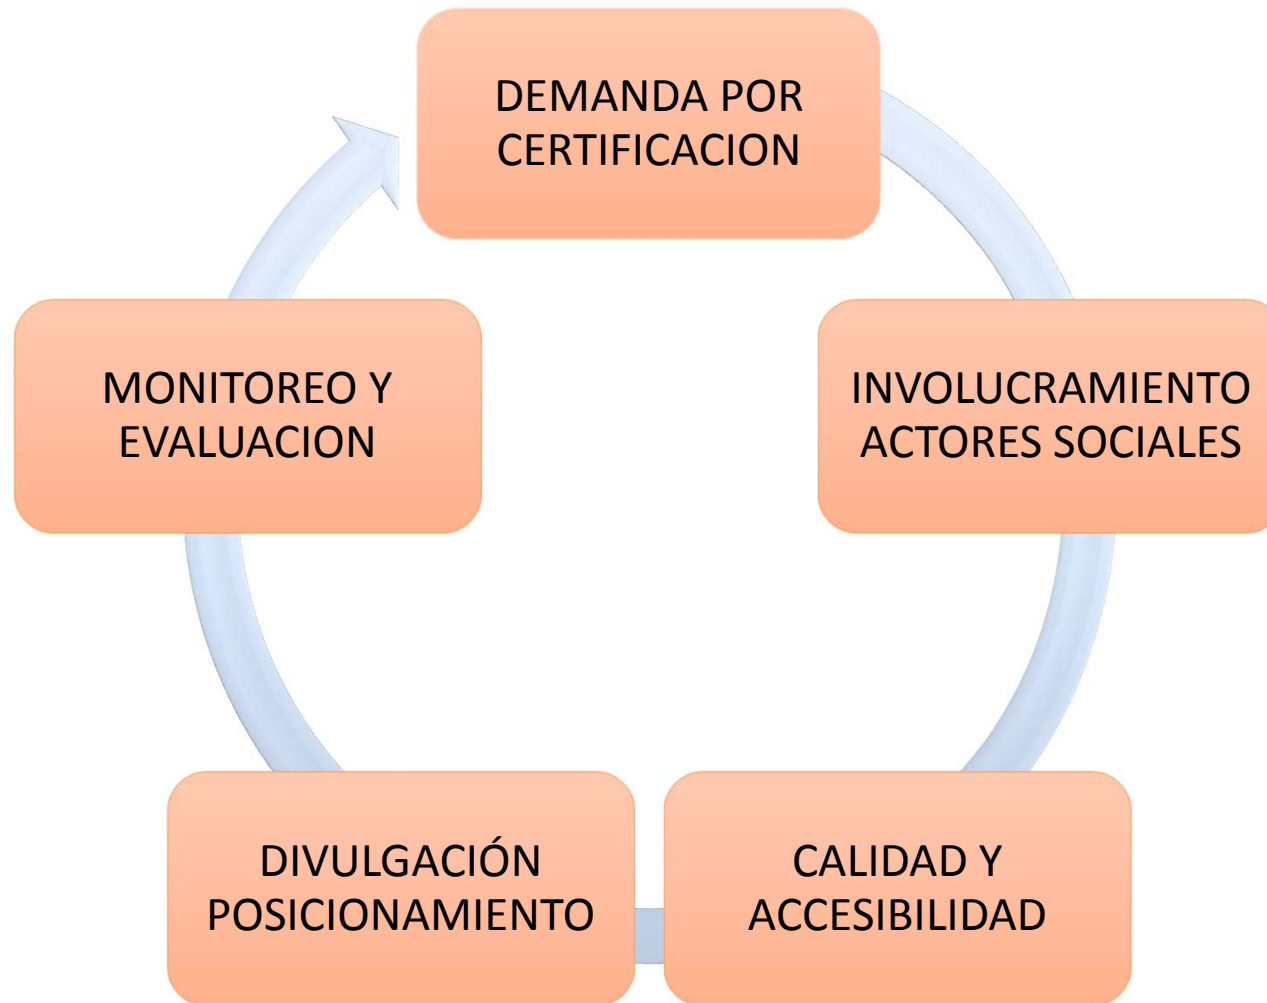 DEMANDA POR
CERTIFICACION
INVOLUCRAMIENTO
ACTORES SOCIALES
CALIDAD Y
ACCESIBILIDAD
DIVULGACIÓN
POSICIONAMIENTO
MONITOREO Y
EVALUACION